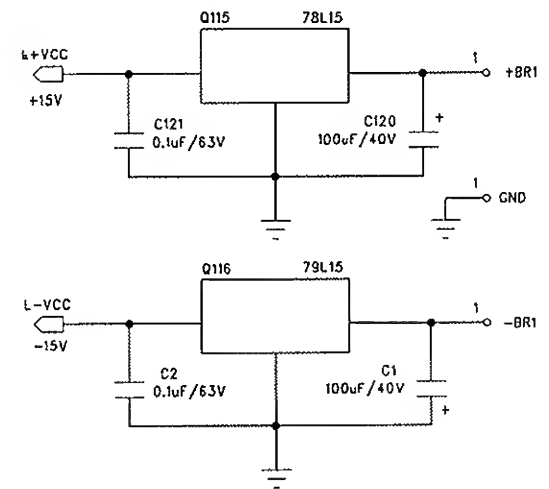 Q115 78L15
L+VCC
+15V
1
+BR1
C121
0.1uF/63V
C120
100uF/40V
+
1
GND
Q116 79L15
L-VCC
-15V
1
-BR1
C2
0.1uF/63V
C1
100uF/40V
+